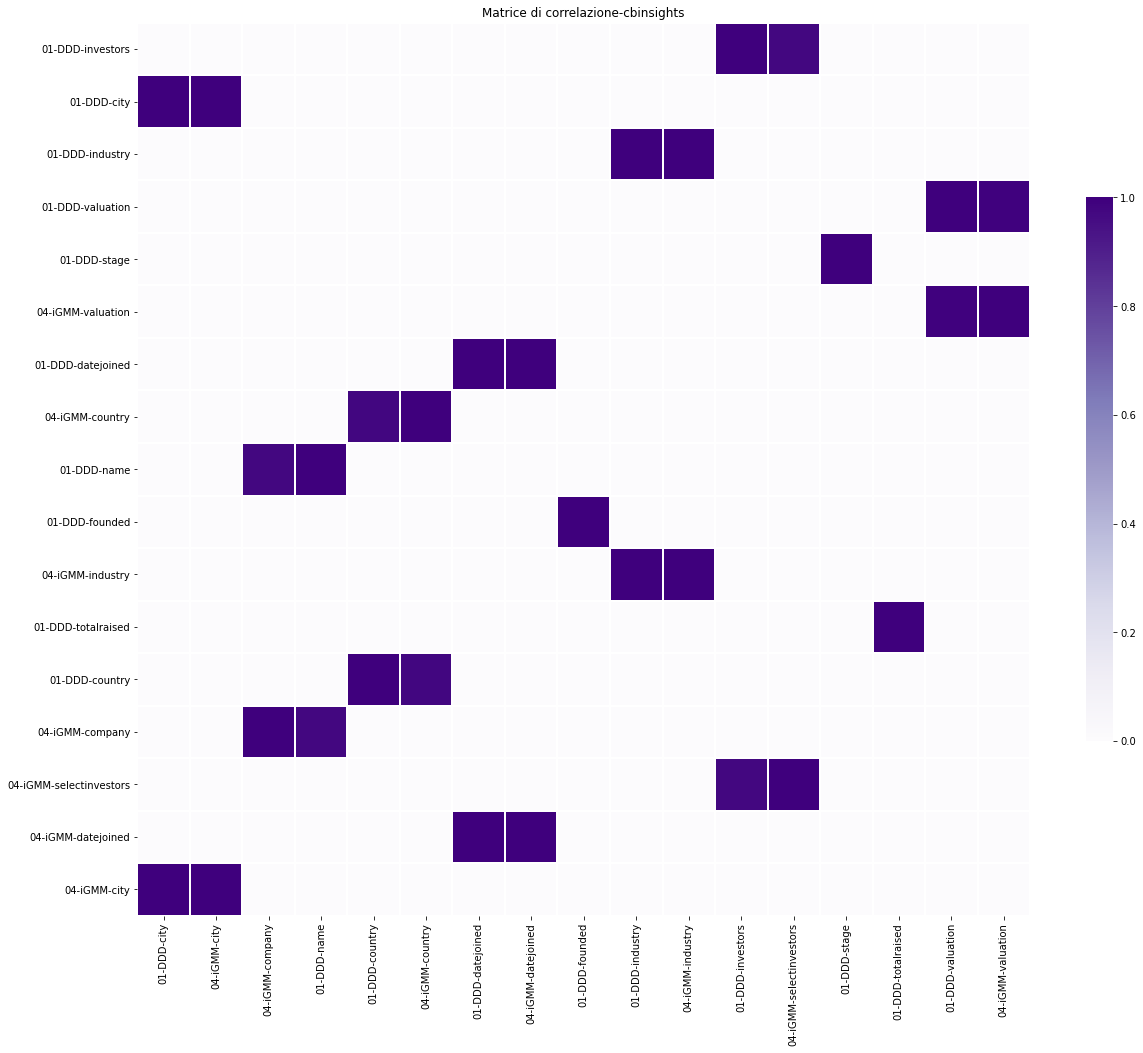 Matrice di correlazione-cbinsights
01-DDD-investors
01-DDD-city
01-DDD-industry
01-DDD-valuation
01-DDD-stage
04-iGMM-valuation
01-DDD-datejoined
04-iGMM-country
01-DDD-name
01-DDD-founded
04-iGMM-industry
01-DDD-totalraised
01-DDD-country
04-iGMM-company
04-iGMM-selectinvestors
04-iGMM-datejoined
04-iGMM-city
01-DDD-city
04-iGMM-city
04-iGMM-company
01-DDD-name
01-DDD-country
04-iGMM-country
01-DDD-datejoined
04-iGMM-datejoined
01-DDD-founded
01-DDD-industry
04-iGMM-industry
01-DDD-investors
04-iGMM-selectinvestors
01-DDD-stage
01-DDD-totalraised
01-DDD-valuation
04-iGMM-valuation
1.0
0.8
0.6
0.4
0.2
0.0